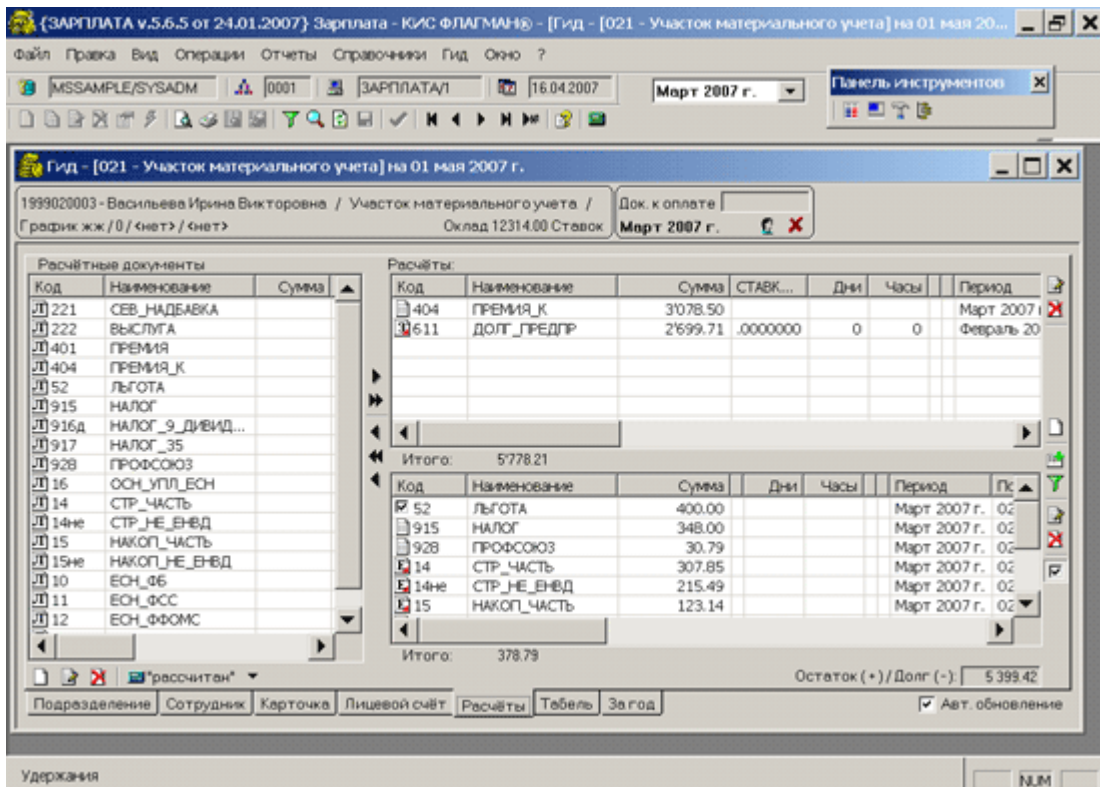 {ЗАРПЛАТА v.5.6.5 от 24.01.2007} Зарплата - КИС ФЛАГМАН® - [Гид - [021 - Участок материального учета] на 01 мая 20...
Файл Правка Вид Операции Отчеты Справочники Гид Окно ?
MSSAMPLE/SYSADM 0001 ЗАРПЛАТА/1 16.04.2007 Март 2007 г.
Панель инструментов
Гид - [021 - Участок материального учета] на 01 мая 2007 г.
1999020003 - Васильева Ирина Викторовна / Участок материального учета /
График жж / 0 / <нет> / <нет> Оклад 12314.00 Ставок
Док. к оплате
Март 2007 г.
Расчётные документы
Код Наименование Сумма
221 СЕВ_НАДБАВКА
222 ВЫСЛУГА
401 ПРЕМИЯ
404 ПРЕМИЯ_К
52 ЛЬГОТА
915 НАЛОГ
916д НАЛОГ_9_ДИВИД...
917 НАЛОГ_35
928 ПРОФСОЮЗ
16 ОСН_УПЛ_ЕСН
14 СТР_ЧАСТЬ
14не СТР_НЕ_ЕНВД
15 НАКОП_ЧАСТЬ
15не НАКОП_НЕ_ЕНВД
10 ЕСН_ФБ
11 ЕСН_ФСС
12 ЕСН_ФФОМС
Расчёты:
Код Наименование Сумма СТАВК... Дни Часы Период
404 ПРЕМИЯ_К 3'078.50 Март 2007 г
611 ДОЛГ_ПРЕДПР 2'699.71 .0000000 0 0 Февраль 20
Итого: 5'778.21
Код Наименование Сумма Дни Часы Период Пс
52 ЛЬГОТА 400.00 Март 2007 г. 02
915 НАЛОГ 348.00 Март 2007 г. 02
928 ПРОФСОЮЗ 30.79 Март 2007 г. 02
14 СТР_ЧАСТЬ 307.85 Март 2007 г. 02
14не СТР_НЕ_ЕНВД 215.49 Март 2007 г. 02
15 НАКОП_ЧАСТЬ 123.14 Март 2007 г. 02
Итого: 378.79
Остаток (+) / Долг (-): 5 399.42
"рассчитан"
Подразделение Сотрудник Карточка Лицевой счёт Расчёты Табель За год
Авт. обновление
Удержания
NUM